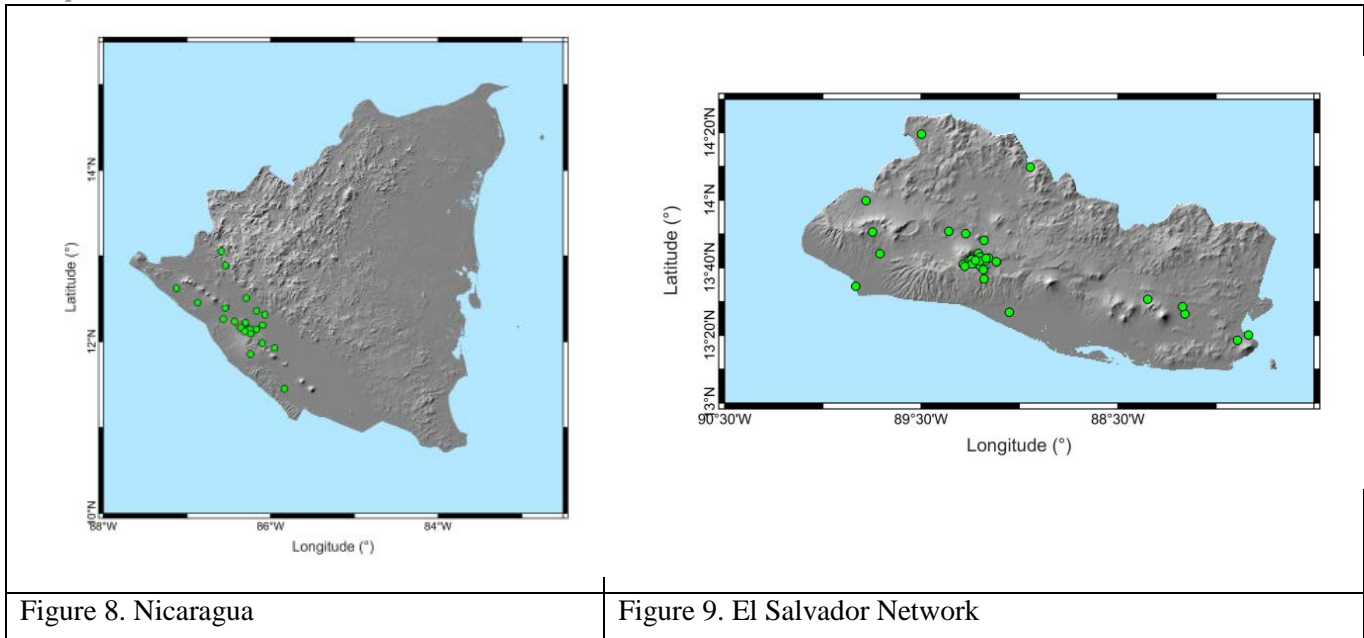 14°N
12°N
10°N
Latitude (°)
88°W
86°W
84°W
Longitude (°)
14°20'N
14°N
13°40'N
13°20'N
13°N
Latitude (°)
90°30'W
89°30'W
88°30'W
Longitude (°)
Figure 8. Nicaragua
Figure 9. El Salvador Network